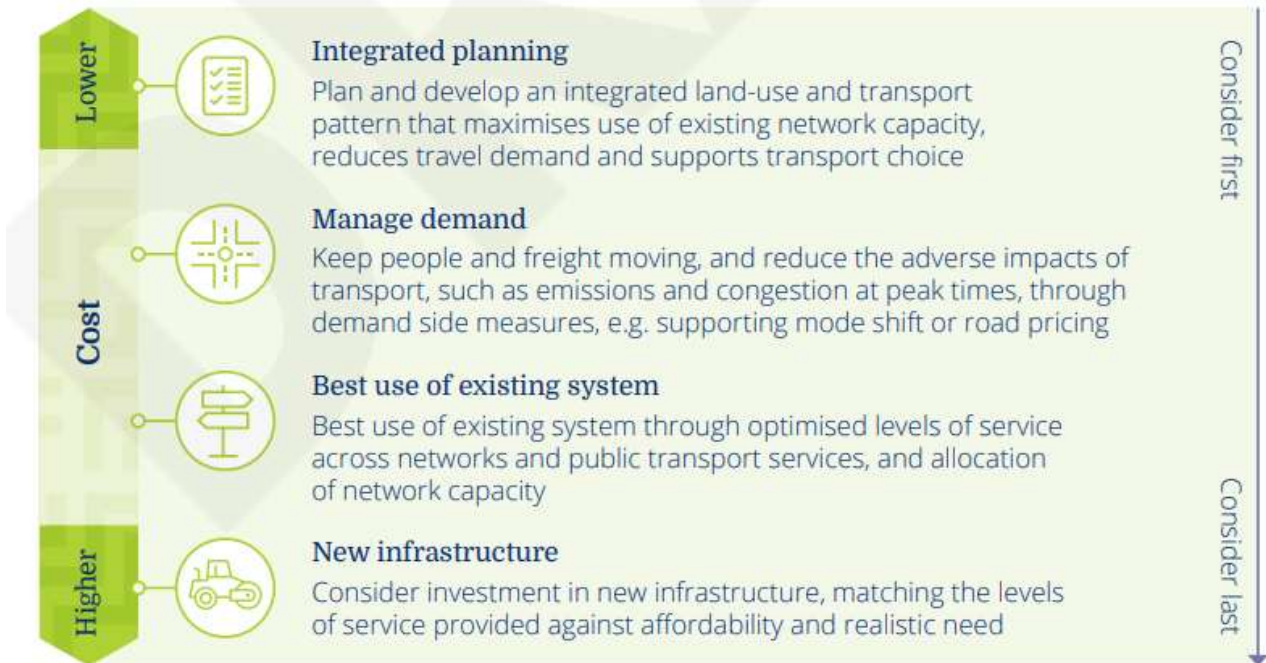 Lower
Cost
Higher
Integrated planning
Plan and develop an integrated land-use and transport
pattern that maximises use of existing network capacity,
reduces travel demand and supports transport choice
Manage demand
Keep people and freight moving, and reduce the adverse impacts of
transport, such as emissions and congestion at peak times, through
demand side measures, e.g. supporting mode shift or road pricing
Best use of existing system
Best use of existing system through optimised levels of service
across networks and public transport services, and allocation
of network capacity
New infrastructure
Consider investment in new infrastructure, matching the levels
of service provided against affordability and realistic need
Consider first
Consider last